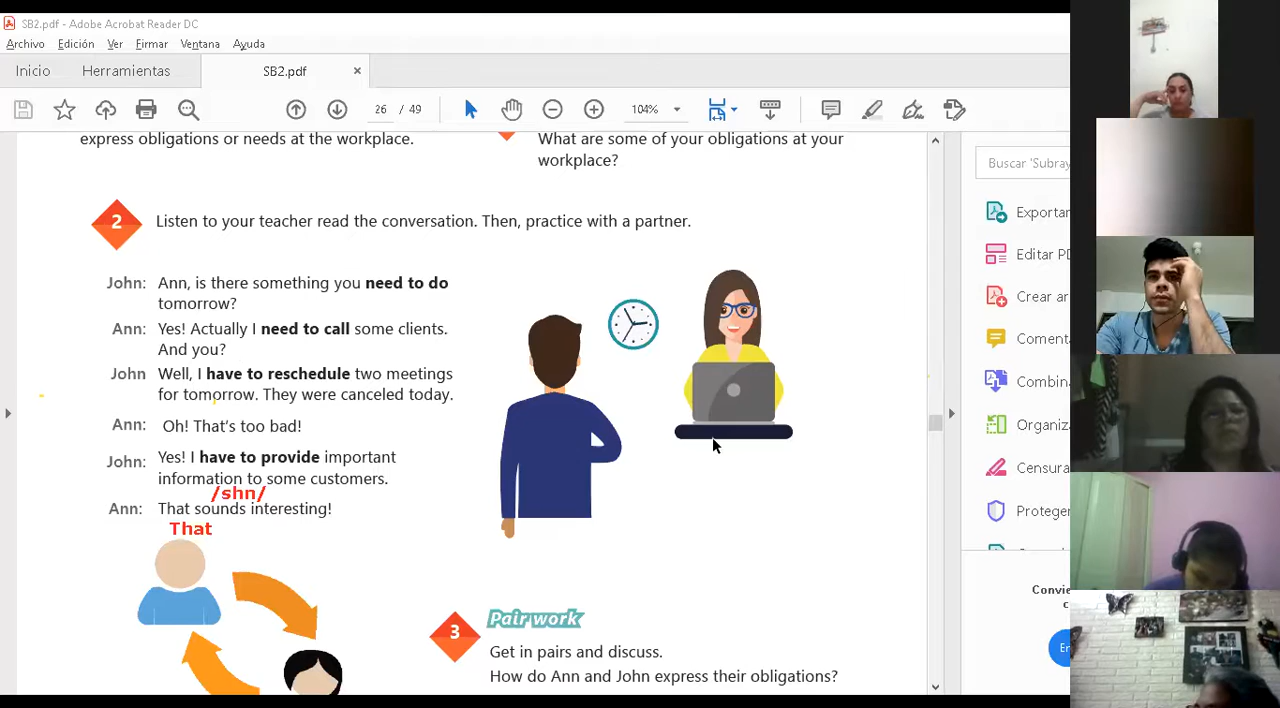 SB2.pdf - Adobe Acrobat Reader DC
Archivo Edición Ver Firmar Ventana Ayuda
Inicio Herramientas SB2.pdf ×
26 / 49 104%
express obligations or needs at the workplace.
What are some of your obligations at your
workplace?
Buscar 'Subray
2 Listen to your teacher read the conversation. Then, practice with a partner.
John: Ann, is there something you need to do
tomorrow?
Ann: Yes! Actually I need to call some clients.
And you?
John Well, I have to reschedule two meetings
for tomorrow. They were canceled today.
Ann: Oh! That's too bad!
John: Yes! I have to provide important
information to some customers.
/shn/
Ann: That sounds interesting!
That
3 Pair work
Get in pairs and discuss.
How do Ann and John express their obligations?
Exportar
Editar PD
Crear ar
Comenta
Combina
Organiza
Censura
Proteger
Convie
c
En